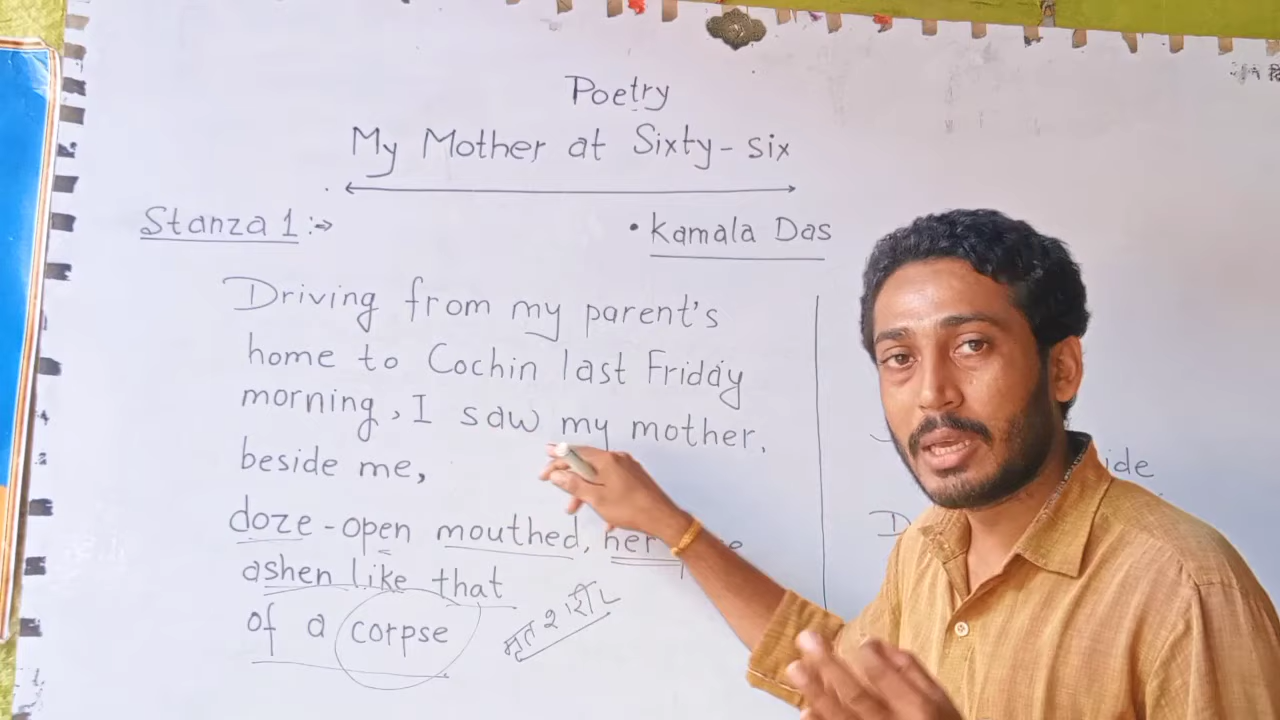 Poetry
My Mother at Sixty-six
Stanza 1 :→
• Kamala Das
Driving from my parent's
home to Cochin last Friday
morning, I saw my mother,
beside me,
doze-open mouthed, her
ashen like that
of a corpse
मृत शरीर
ide
D